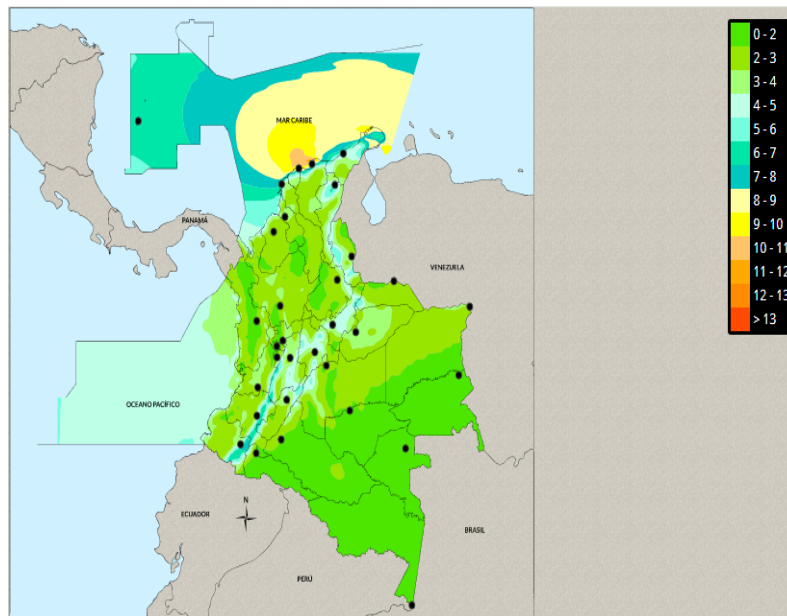 MAR CARIBE
PANAMÁ
VENEZUELA
OCEANO PACÍFICO
N
ECUADOR
BRASIL
PERÚ
0 - 2
2 - 3
3 - 4
4 - 5
5 - 6
6 - 7
7 - 8
8 - 9
9 - 10
10 - 11
11 - 12
12 - 13
> 13